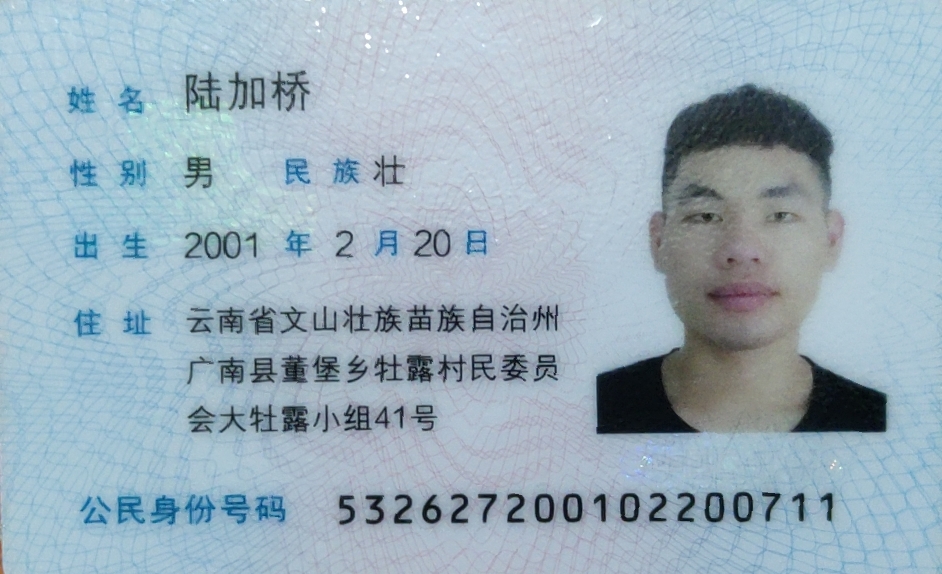 姓名 陆加桥
性别 男 民族 壮
出生 2001 年 2 月 20 日
住址 云南省文山壮族苗族自治州
广南县董堡乡牡露村民委员
会大牡露小组41号
公民身份号码 532627200102200711